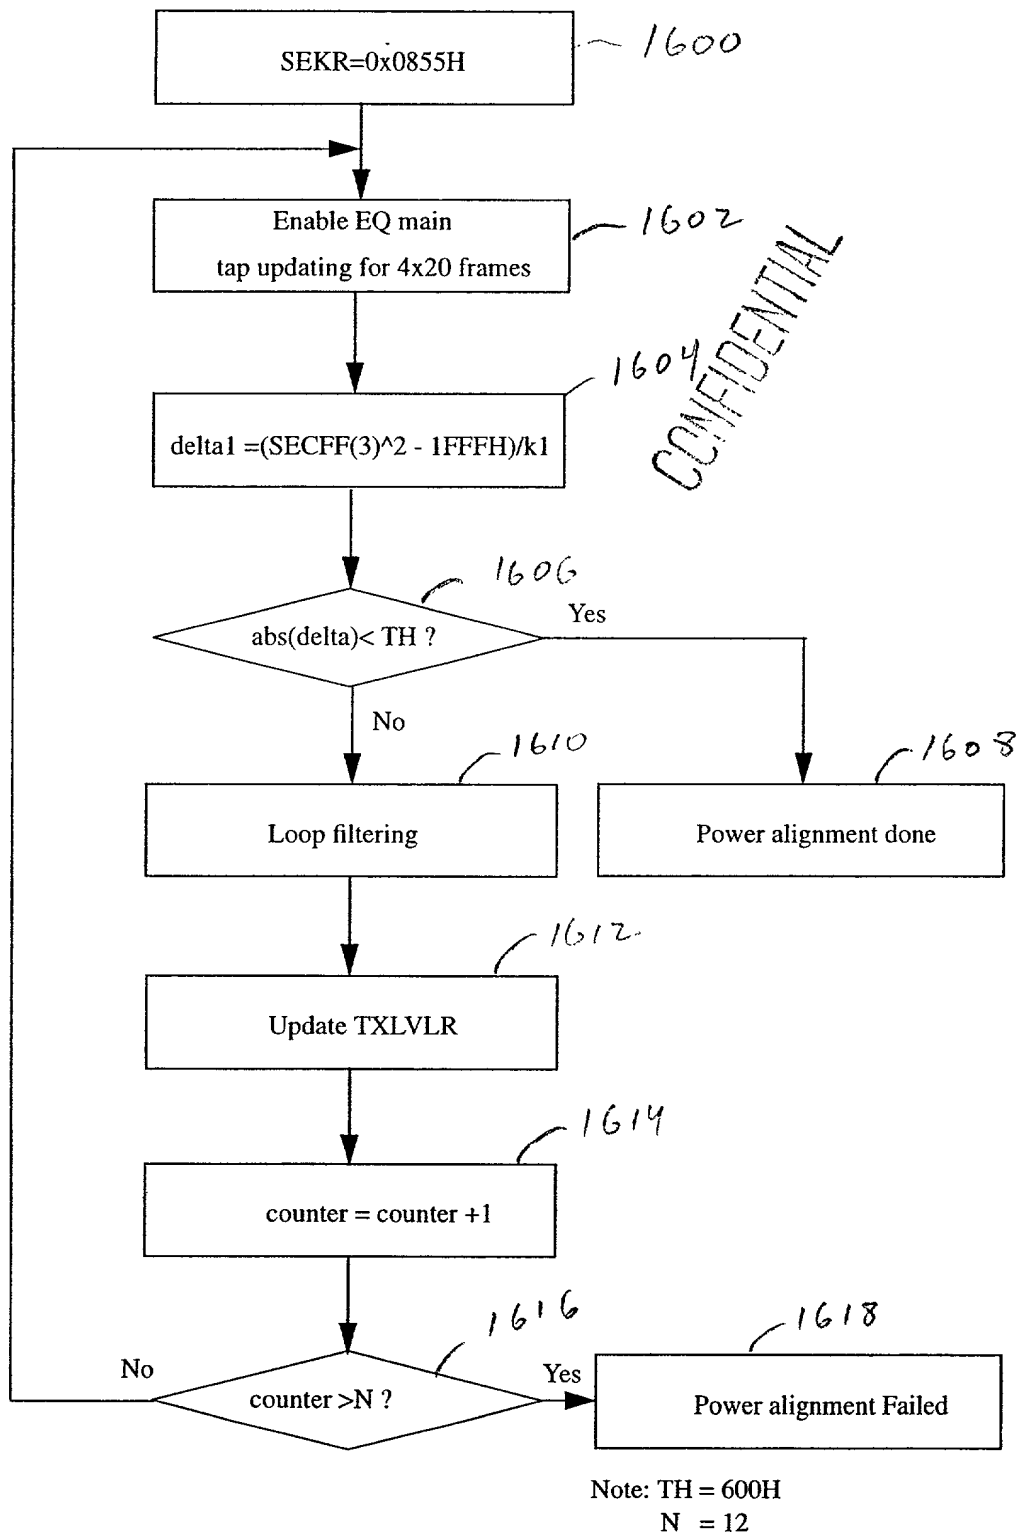 SEKR=0x0855H
1600
Enable EQ main
tap updating for 4x20 frames
1602
CONFIDENTIAL
1604
delta1 =(SECFF(3)^2 - 1FFFH)/k1
1606
abs(delta)< TH ?
Yes
No
1610
1608
Loop filtering
Power alignment done
1612
Update TXLVLR
1614
counter = counter +1
1616
1618
No
counter >N ?
Yes
Power alignment Failed
Note: TH = 600H
N = 12